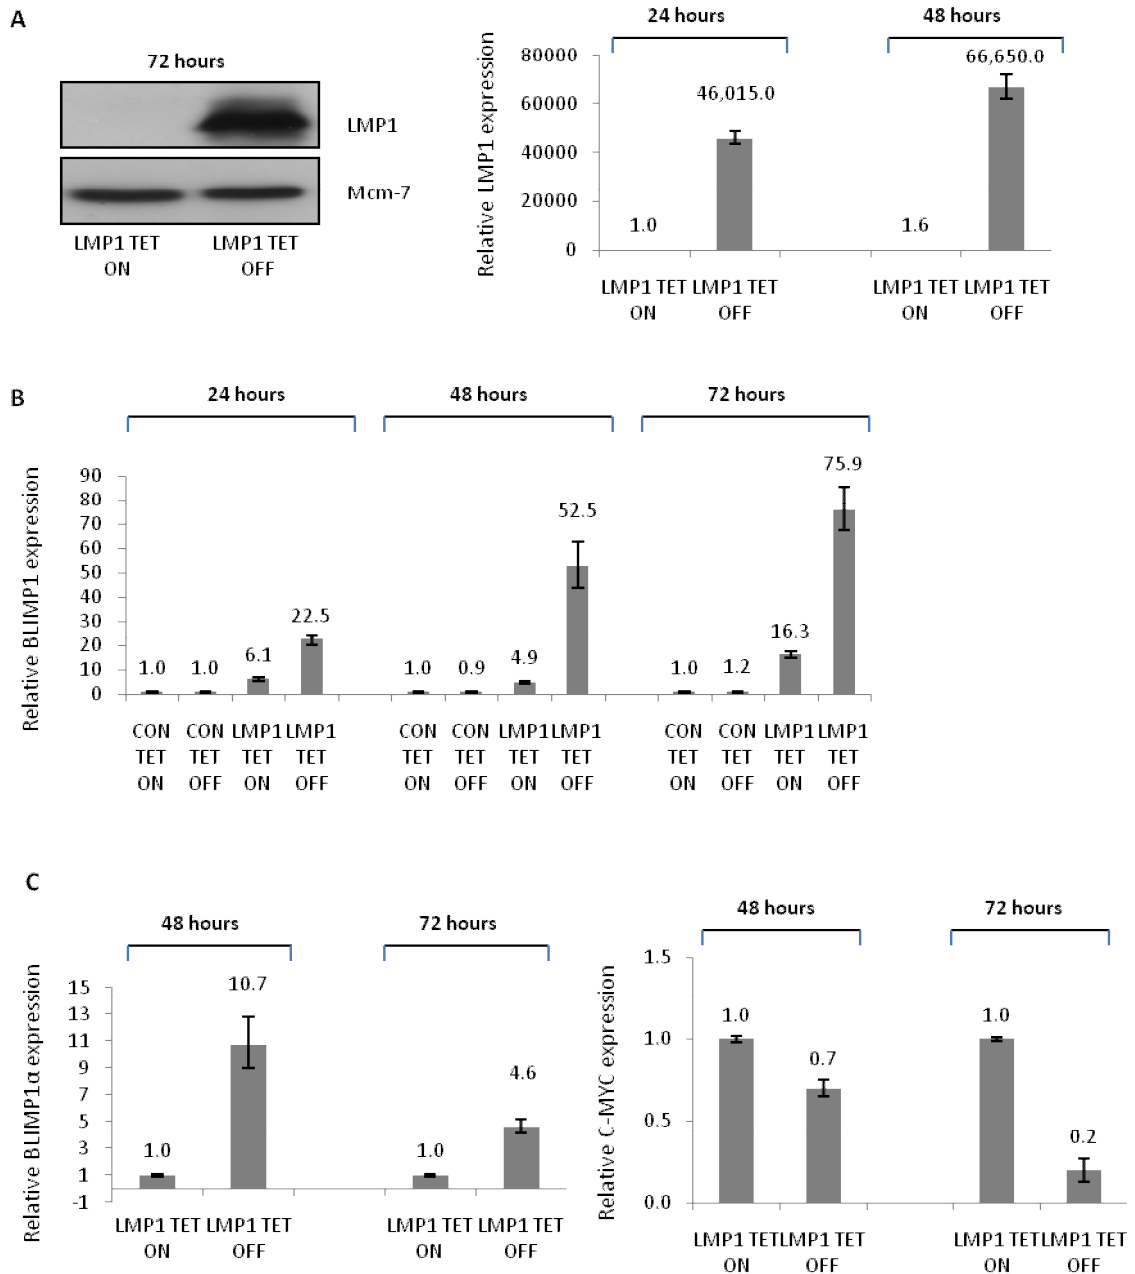 A
72 hours
LMP1
Mcm-7
LMP1 TET LMP1 TET
ON OFF
24 hours 48 hours
Relative LMP1 expression
80000
60000
40000
20000
0
1.0 46,015.0 1.6 66,650.0
LMP1 TET LMP1 TET LMP1 TET LMP1 TET
ON OFF ON OFF
B
24 hours 48 hours 72 hours
Relative BLIMP1 expression
90
80
70
60
50
40
30
20
10
0
1.0 1.0 6.1 22.5 1.0 0.9 4.9 52.5 1.0 1.2 16.3 75.9
CON CON LMP1 LMP1 CON CON LMP1 LMP1 CON CON LMP1 LMP1
TET TET TET TET TET TET TET TET TET TET TET TET
ON OFF ON OFF ON OFF ON OFF ON OFF ON OFF
C
48 hours 72 hours
Relative BLIMP1α expression
15
13
11
9
7
5
3
1
-1
1.0 10.7 1.0 4.6
LMP1 TET LMP1 TET LMP1 TET LMP1 TET
ON OFF ON OFF
48 hours 72 hours
Relative C-MYC expression
1.5
1.0
0.5
0.0
1.0 0.7 1.0 0.2
LMP1 TET LMP1 TET LMP1 TET LMP1 TET
ON OFF ON OFF